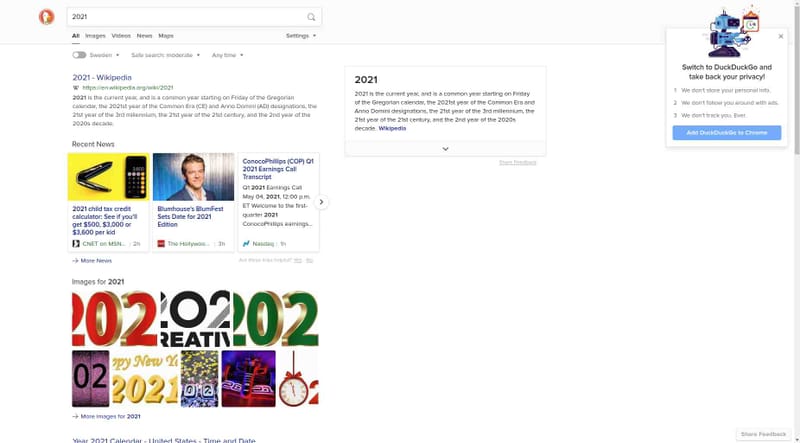 2021
All Images Videos News Maps Settings
Sweden Safe search: moderate Any time
2021 - Wikipedia
https://en.wikipedia.org/wiki/2021
2021 is the current year, and is a common year starting on Friday of the Gregorian
calendar, the 2021st year of the Common Era (CE) and Anno Domini (AD) designations, the
21st year of the 3rd millennium, the 21st year of the 21st century, and the 2nd year of the 2020s
decade.
Recent News
2021 child tax credit
calculator: See if you'll
get $500, $3,000 or
$3,600 per kid
CNET on MSN... 2h
Blumhouse's BlumFest
Sets Date for 2021
Edition
The Hollywoo... 3h
ConocoPhillips (COP) Q1
2021 Earnings Call
Transcript
Q1 2021 Earnings Call
May 04, 2021, 12:00 p.m.
ET Welcome to the first-
quarter 2021
ConocoPhillips earnings...
Nasdaq 1h
→ More News
Are these links helpful? Yes No
Images for 2021
202
202
CREATIV
202
02
ppy New Y
2021
→ More Images for 2021
Year 2021 Calendar - United States - Time and Date
2021
2021 is the current year, and is a common year starting on Friday
of the Gregorian calendar, the 2021st year of the Common Era and
Anno Domini designations, the 21st year of the 3rd millennium, the
21st year of the 21st century, and the 2nd year of the 2020s
decade. Wikipedia
Share Feedback
Switch to DuckDuckGo and
take back your privacy!
1 We don't store your personal info.
2 We don't follow you around with ads.
3 We don't track you. Ever.
Add DuckDuckGo to Chrome
Share Feedback